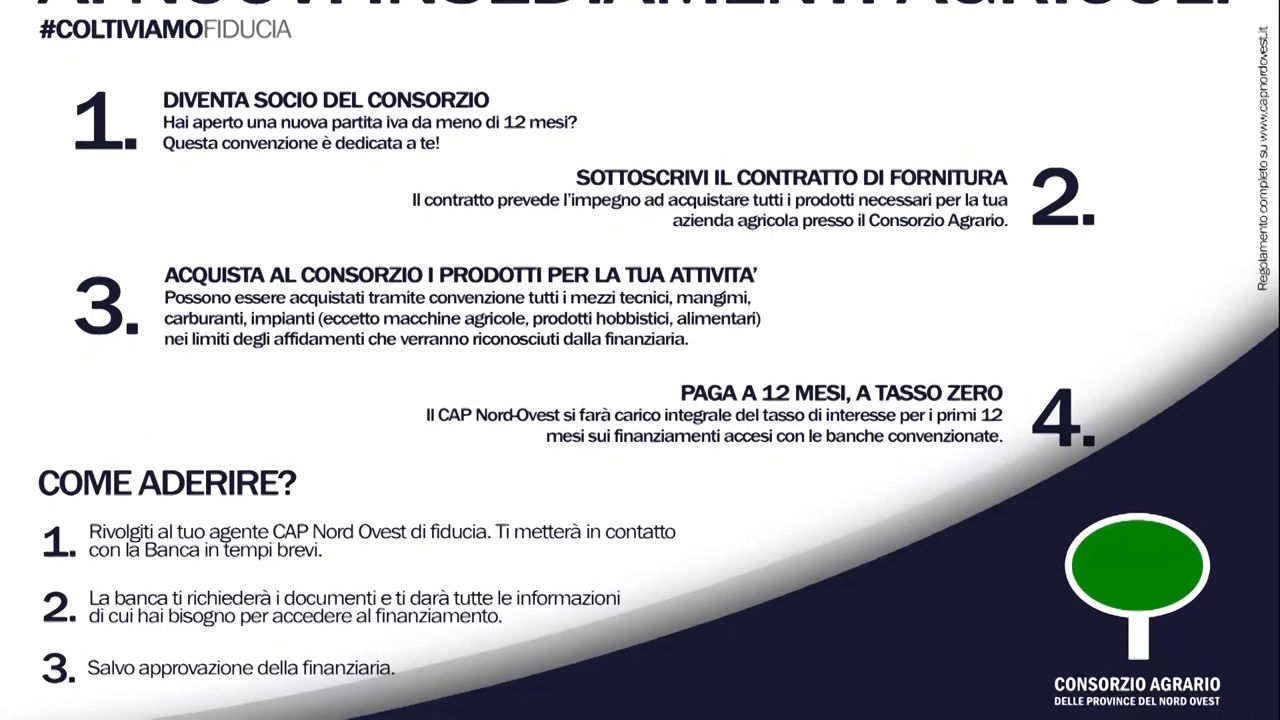 AI NUOVI INSEDIAMENTI AGRICOLI
#COLTIVIAMOFIDUCIA
1.
DIVENTA SOCIO DEL CONSORZIO
Hai aperto una nuova partita iva da meno di 12 mesi?
Questa convenzione è dedicata a te!
SOTTOSCRIVI IL CONTRATTO DI FORNITURA
Il contratto prevede l'impegno ad acquistare tutti i prodotti necessari per la tua
azienda agricola presso il Consorzio Agrario.
2.
3.
ACQUISTA AL CONSORZIO I PRODOTTI PER LA TUA ATTIVITA'
Possono essere acquistati tramite convenzione tutti i mezzi tecnici, mangimi,
carburanti, impianti (eccetto macchine agricole, prodotti hobbistici, alimentari)
nei limiti degli affidamenti che verranno riconosciuti dalla finanziaria.
PAGA A 12 MESI, A TASSO ZERO
Il CAP Nord-Ovest si farà carico integrale del tasso di interesse per i primi 12
mesi sui finanziamenti accesi con le banche convenzionate.
4.
COME ADERIRE?
1.
Rivolgiti al tuo agente CAP Nord Ovest di fiducia. Ti metterà in contatto
con la Banca in tempi brevi.
2.
La banca ti richiederà i documenti e ti darà tutte le informazioni
di cui hai bisogno per accedere al finanziamento.
3.
Salvo approvazione della finanziaria.
Regolamento completo su www.capnordovest.it
CONSORZIO AGRARIO
DELLE PROVINCE DEL NORD OVEST